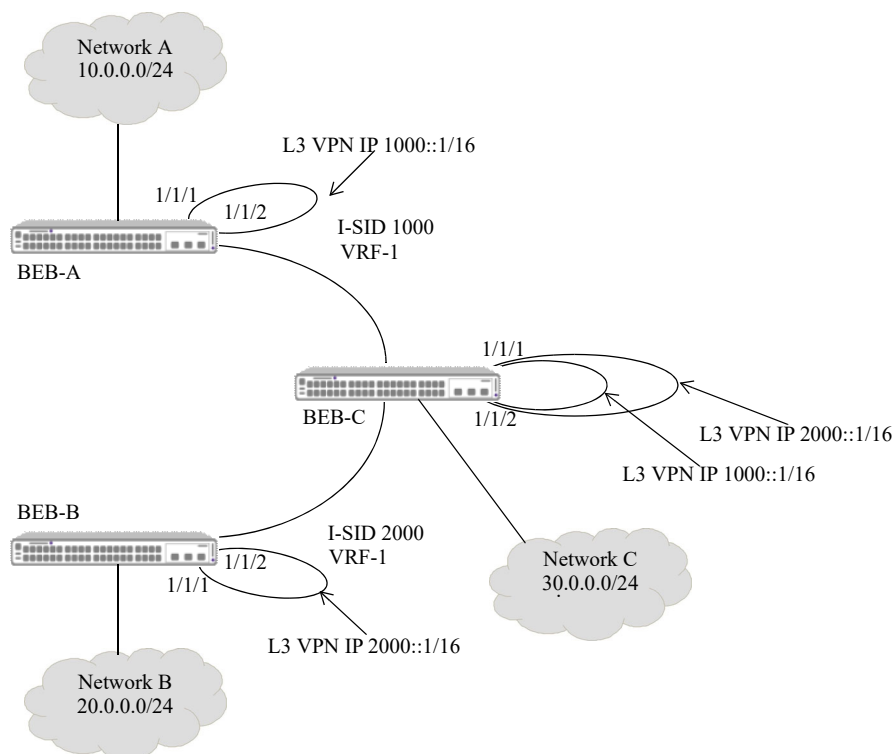 Network A
10.0.0.0/24
L3 VPN IP 1000::1/16
1/1/1
1/1/2
I-SID 1000
VRF-1
BEB-A
1/1/1
BEB-C
1/1/2
L3 VPN IP 2000::1/16
L3 VPN IP 1000::1/16
BEB-B
I-SID 2000
VRF-1
1/1/2
1/1/1
Network C
30.0.0.0/24
L3 VPN IP 2000::1/16
Network B
20.0.0.0/24